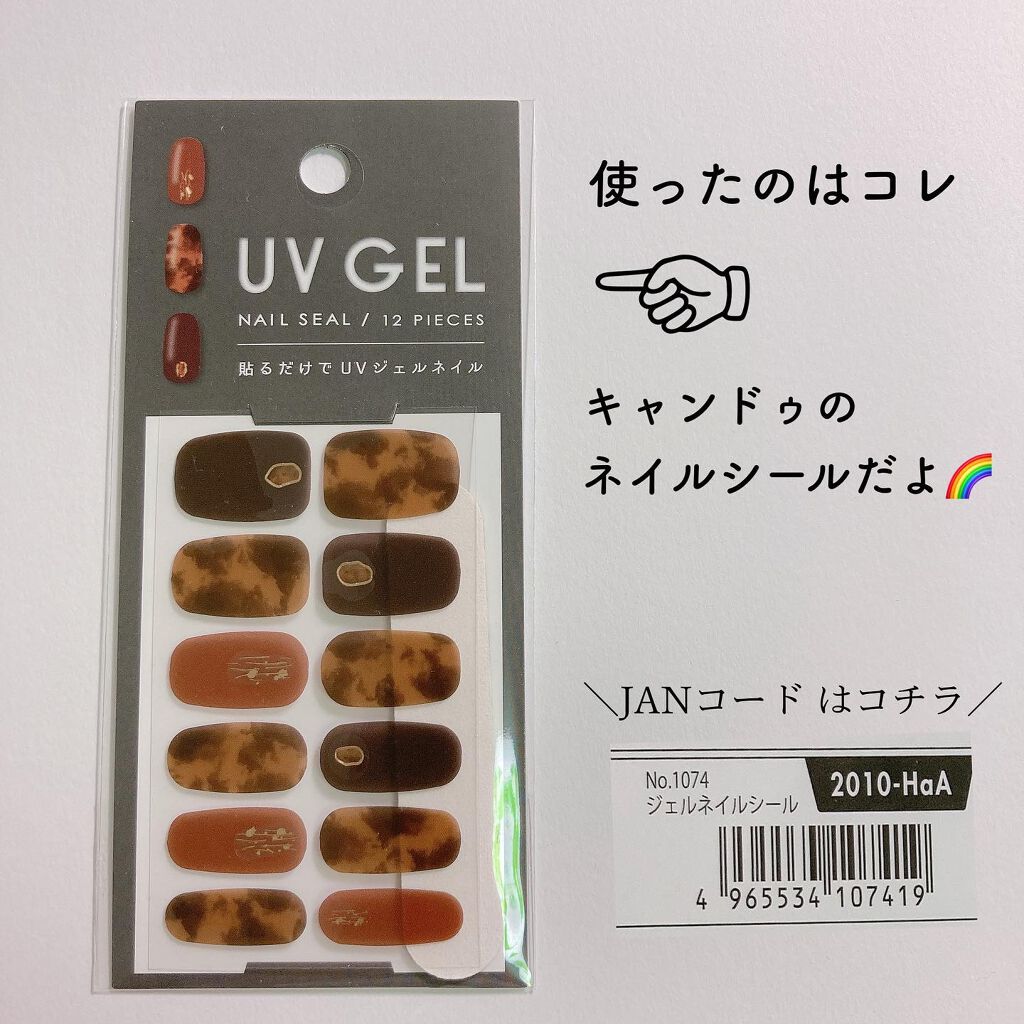 UV GEL
NAIL SEAL / 12 PIECES
貼るだけでUVジェルネイル
使ったのはコレ
キャンドゥの
ネイルシールだよ🌈
＼JANコード はコチラ／
No.1074
ジェルネイルシール
2010-HaA
4 965534 107419